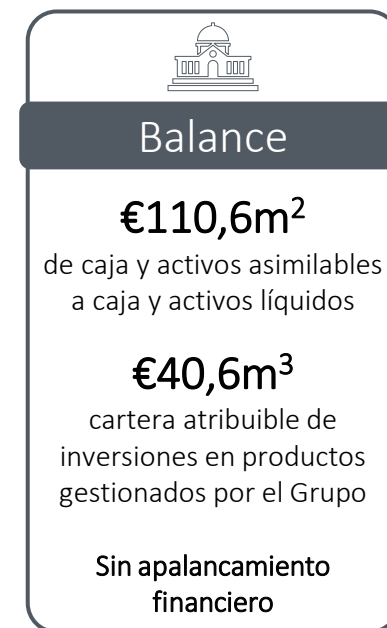 Balance
€110,6m²
de caja y activos asimilables
a caja y activos líquidos
€40,6m³
cartera atribuible de
inversiones en productos
gestionados por el Grupo
Sin apalancamiento
financiero